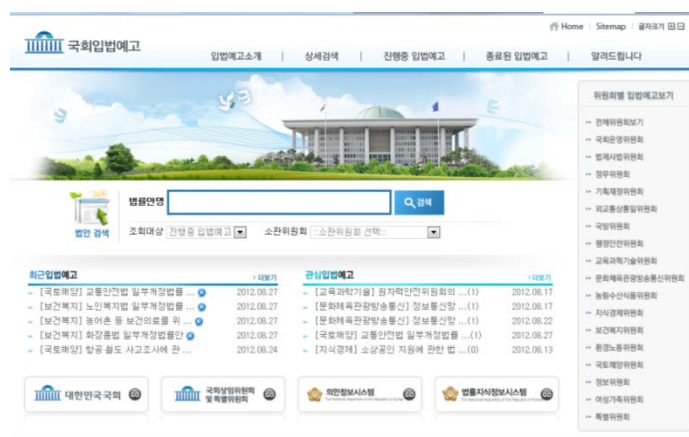 Home | Sitemap 글자크기
국회입법예고
입법예고소개 | 상세검색 | 진행중 입법예고 | 종료된 입법예고 | 알려드립니다
위원회별 입법예고보기
전체위원회보기
국회운영위원회
법제사법위원회
정무위원회
기획재정위원회
외교통상통일위원회
국방위원회
행정안전위원회
교육과학기술위원회
문화체육관광방송통신위원회
농림수산식품위원회
지식경제위원회
보건복지위원회
환경노동위원회
국토해양위원회
정보위원회
여성가족위원회
특별위원회
법안 검색
법률안명 검색
조회대상 진행중 입법예고 소관위원회 ::소관위원회 선택::
최근입법예고 › 더보기
[국토해양] 교통안전법 일부개정법률 ... 2012.08.27
[보건복지] 노인복지법 일부개정법률 ... 2012.08.27
[보건복지] 농어촌 등 보건의료를 위 ... 2012.08.27
[보건복지] 화장품법 일부개정법률안 2012.08.27
[국토해양] 항공·철도 사고조사에 관 ... 2012.08.24
관심입법예고 › 더보기
[교육과학기술] 원자력안전위원회의 ...(1) 2012.08.17
[문화체육관광방송통신] 정보통신망 ...(1) 2012.08.17
[문화체육관광방송통신] 정보통신망 ...(1) 2012.08.22
[국토해양] 교통안전법 일부개정법률 ...(1) 2012.08.27
[지식경제] 소상공인 지원에 관한 법 ...(0) 2012.08.13
대한민국국회 GO
국회상임위원회 및 특별위원회 GO
의안정보시스템 GO
법률지식정보시스템 GO